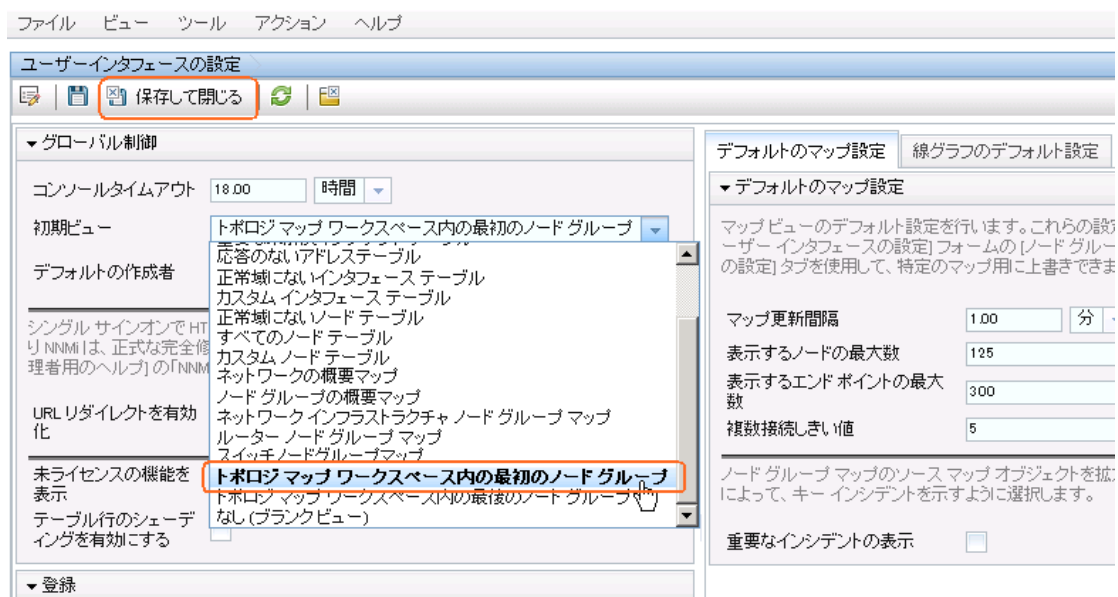 ファイル ビュー ツール アクション ヘルプ
ユーザーインタフェースの設定
保存して閉じる
▼グローバル制御
コンソールタイムアウト 18.00 時間
初期ビュー トポロジ マップ ワークスペース内の最初のノード グループ
デフォルトの作成者
応答のないアドレステーブル
正常域にないインタフェース テーブル
カスタム インタフェース テーブル
正常域にないノード テーブル
すべてのノード テーブル
カスタム ノード テーブル
ネットワークの概要マップ
ノード グループの概要マップ
ネットワーク インフラストラクチャ ノード グループ マップ
ルーター ノード グループ マップ
スイッチ ノード グループ マップ
トポロジ マップ ワークスペース内の最初のノード グループ
トポロジ マップ ワークスペース内の最後のノード グループ
なし (ブランク ビュー)
シングル サインオンで HT
り NNMi は、正式な完全修
理者用のヘルプ] の「NNM
URL リダイレクトを有効
化
未ライセンスの機能を
表示
テーブル行のシェーデ
ィングを有効にする
▼登録
デフォルトのマップ設定 線グラフのデフォルト設定
▼デフォルトのマップ設定
マップ ビューのデフォルト設定を行います。これらの設定
ーザー インタフェースの設定] フォームの [ノード グルー
の設定] タブを使用して、特定のマップ用に上書きできま
マップ更新間隔 1.00 分
表示するノードの最大数 125
表示するエンド ポイントの最大
数 300
複数接続しきい値 5
ノード グループ マップのソース マップ オブジェクトを拡
によって、キー インシデントを示すように選択します。
重要なインシデントの表示